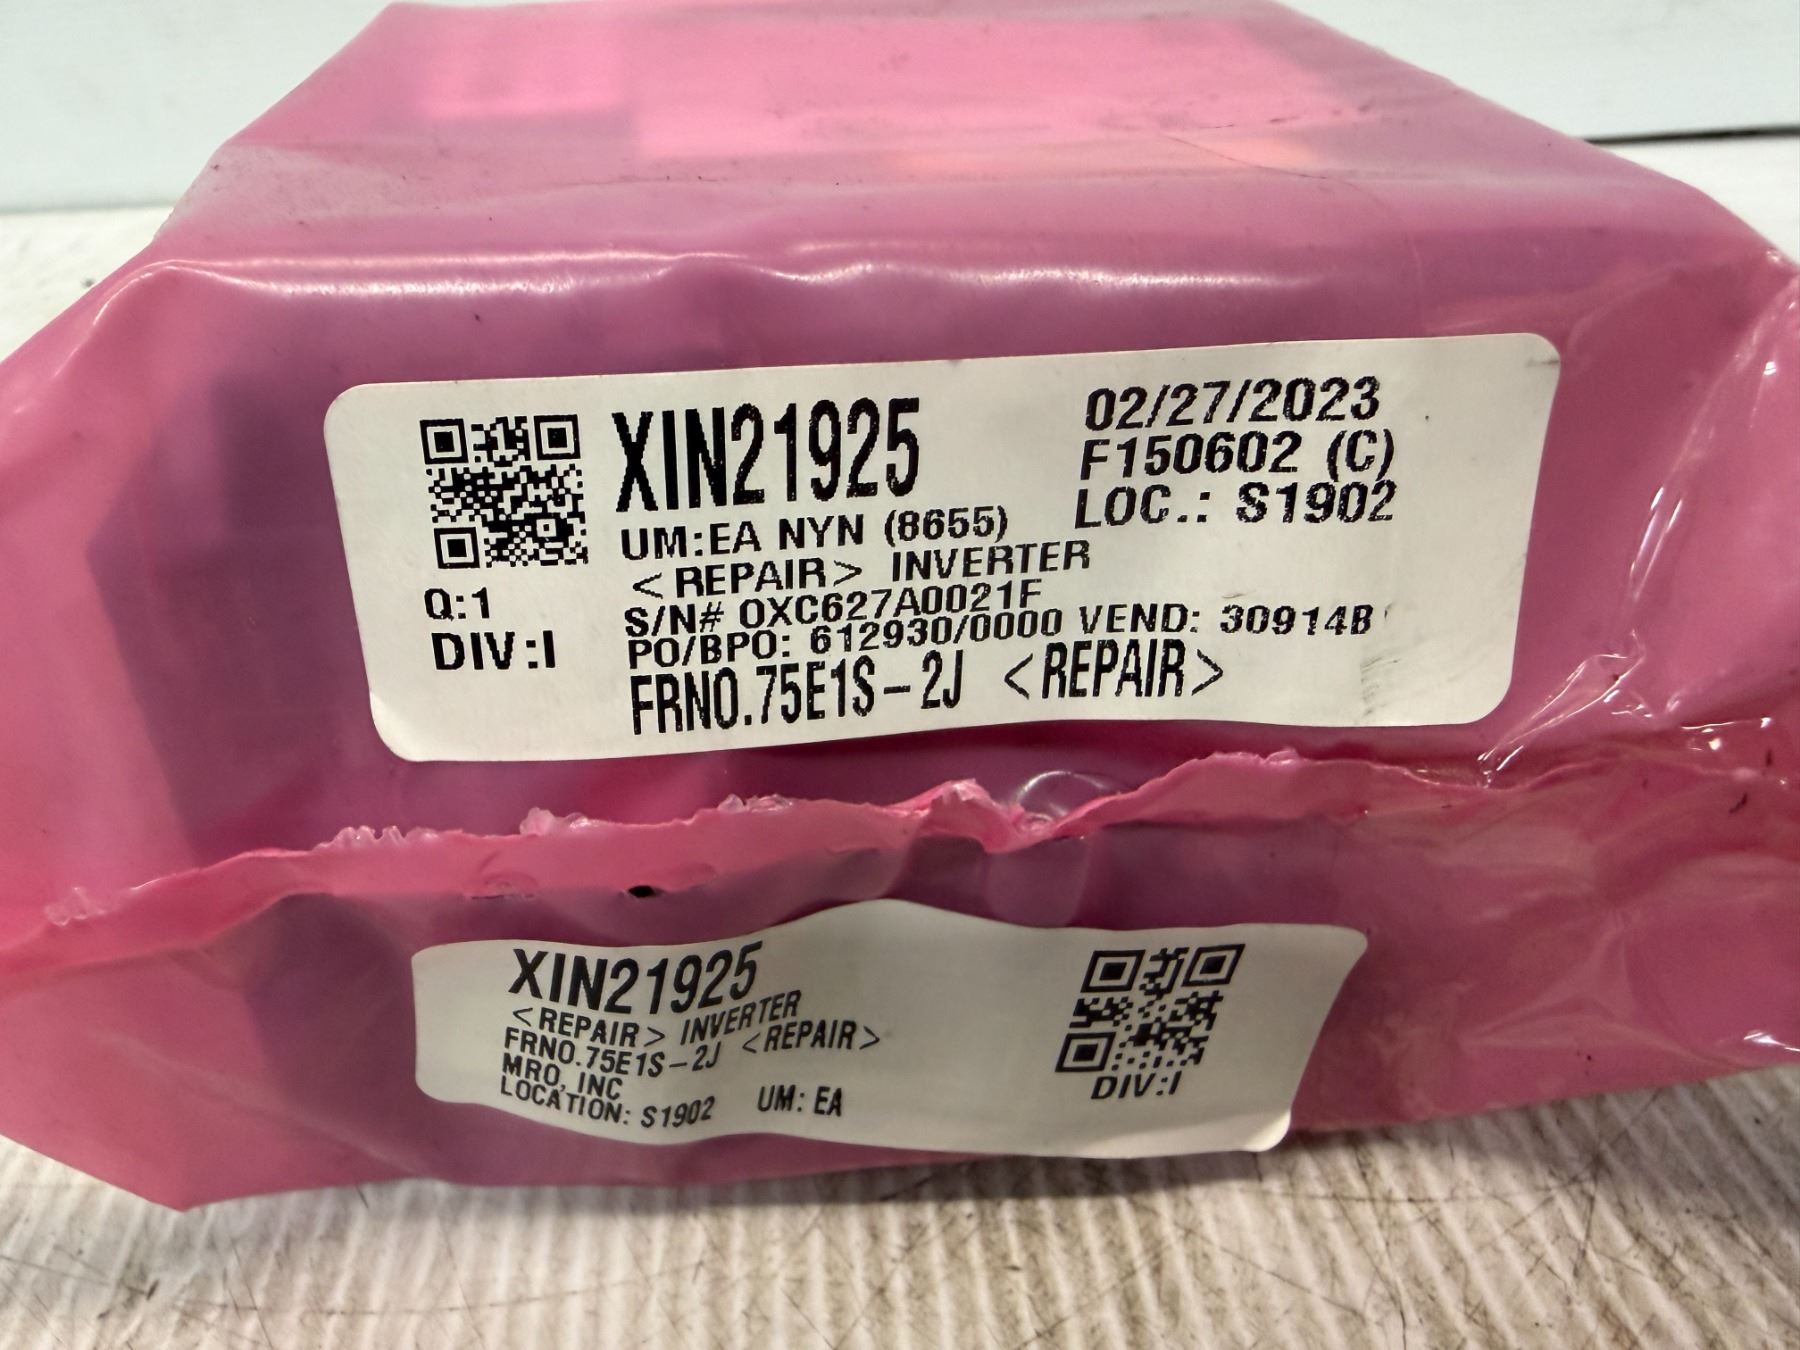 XIN21925
02/27/2023
F150602 (C)
LOC.: S1902
UM:EA NYN (8655)
<REPAIR> INVERTER
Q:1
S/N# OXC627A0021F
DIV:I
PO/BPO: 612930/0000 VEND: 30914B
FRN0.75E1S-2J <REPAIR>
XIN21925
<REPAIR> INVERTER
FRN0.75E1S-2J <REPAIR>
MRO, INC
LOCATION: S1902 UM: EA
DIV:I